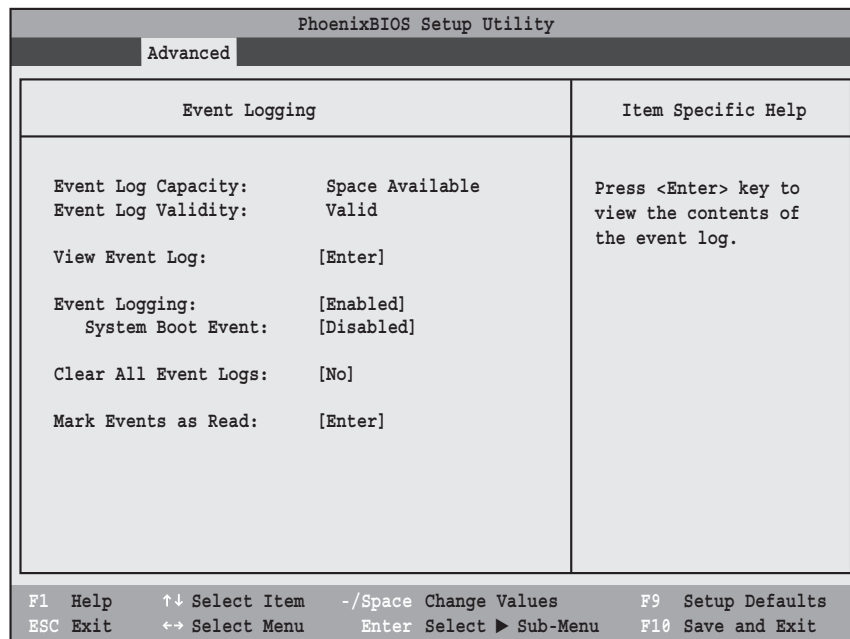 PhoenixBIOS Setup Utility
Advanced
Event Logging
Item Specific Help
Event Log Capacity: Space Available
Event Log Validity: Valid
View Event Log: [Enter]
Event Logging: [Enabled]
System Boot Event: [Disabled]
Clear All Event Logs: [No]
Mark Events as Read: [Enter]
Press <Enter> key to
view the contents of
the event log.
F1 Help ↑↓ Select Item -/Space Change Values F9 Setup Defaults
ESC Exit ←→ Select Menu Enter Select ▶ Sub-Menu F10 Save and Exit